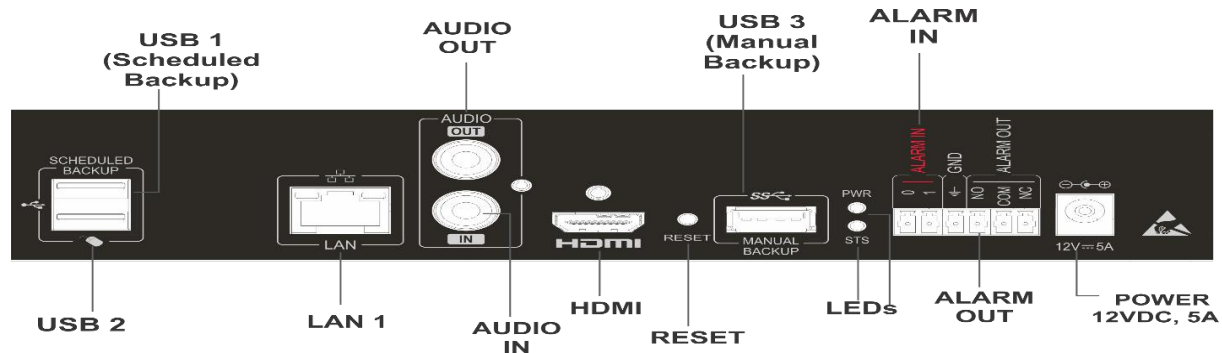 USB 1
(Scheduled
Backup)
AUDIO
OUT
USB 3
(Manual
Backup)
ALARM
IN
SCHEDULED
BACKUP
LAN
AUDIO
OUT
IN
HDMI
RESET
SS
MANUAL
BACKUP
PWR
STS
ALARM IN
GND
ALARM OUT
0
1
NO
COM
NC
12V 5A
USB 2
LAN 1
AUDIO
IN
HDMI
RESET
LEDs
ALARM
OUT
POWER
12VDC, 5A